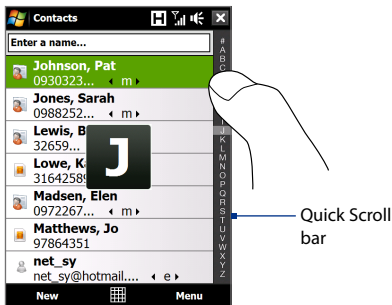 Contacts
H
Enter a name...
Johnson, Pat
0930323... m
Jones, Sarah
0988252... m
Lewis, B
32659...
Lowe, K
3164258
Madsen, Elen
0972267... m
Matthews, Jo
97864351
net_sy
net_sy@hotmail.... e
J
#
A
B
C
J
K
L
M
N
O
P
Q
R
S
T
U
V
W
X
Y
Z
Quick Scroll
bar
New
Menu